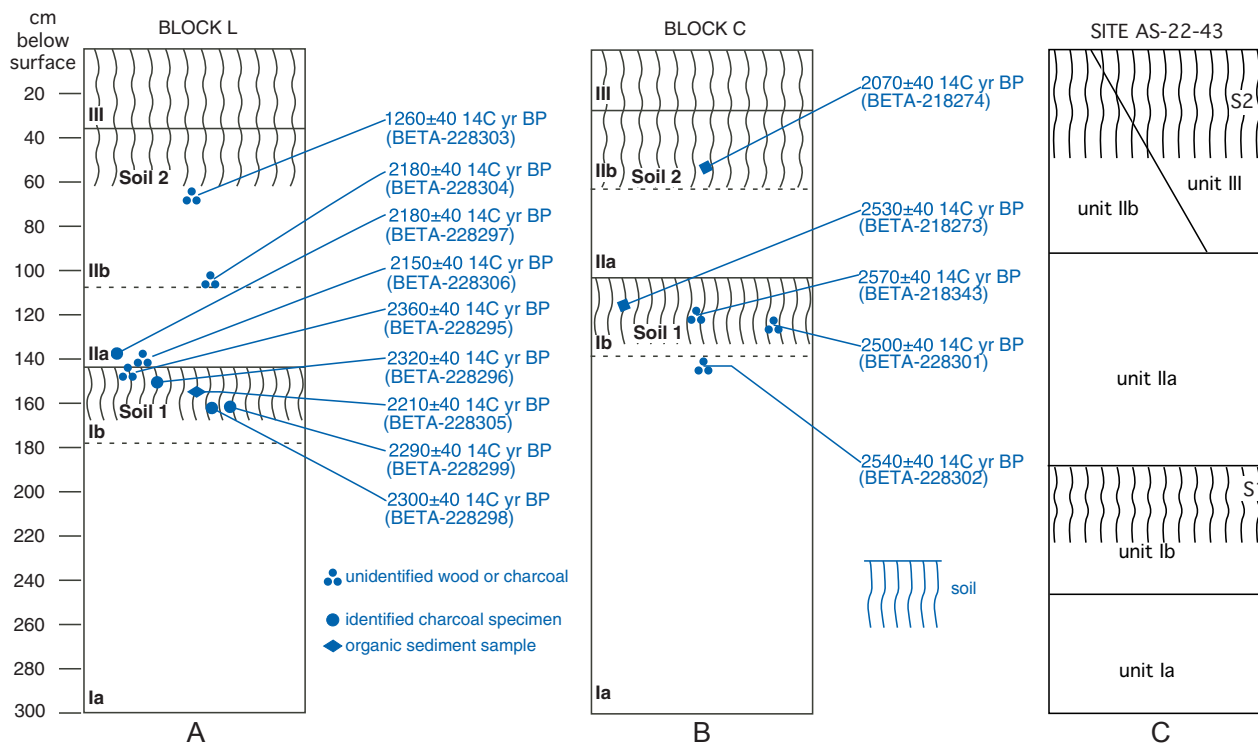 cm
below
surface
20
40
60
80
100
120
140
160
180
200
220
240
260
280
300
BLOCK L
III
Soil 2
IIb
IIa
Soil 1
Ib
Ia
A
1260±40 14C yr BP
(BETA-228303)
2180±40 14C yr BP
(BETA-228304)
2180±40 14C yr BP
(BETA-228297)
2150±40 14C yr BP
(BETA-228306)
2360±40 14C yr BP
(BETA-228295)
2320±40 14C yr BP
(BETA-228296)
2210±40 14C yr BP
(BETA-228305)
2290±40 14C yr BP
(BETA-228299)
2300±40 14C yr BP
(BETA-228298)
unidentified wood or charcoal
identified charcoal specimen
organic sediment sample
BLOCK C
III
IIb
Soil 2
IIa
Soil 1
Ib
Ia
B
2070±40 14C yr BP
(BETA-218274)
2530±40 14C yr BP
(BETA-218273)
2570±40 14C yr BP
(BETA-218343)
2500±40 14C yr BP
(BETA-228301)
2540±40 14C yr BP
(BETA-228302)
soil
SITE AS-22-43
S2
unit III
unit IIb
unit IIa
S
unit Ib
unit Ia
C